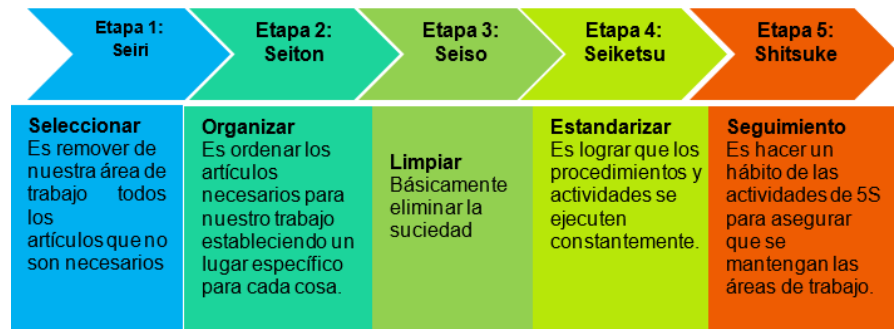 Etapa 1:
Seiri
Etapa 2:
Seiton
Etapa 3:
Seiso
Etapa 4:
Seiketsu
Etapa 5:
Shitsuke
Seleccionar
Es remover de
nuestra área de
trabajo todos
los
artículos que no
son necesarios
Organizar
Es ordenar los
artículos
necesarios para
nuestro trabajo
estableciendo un
lugar específico
para cada cosa.
Limpiar
Básicamente
eliminar la
suciedad
Estandarizar
Es lograr que los
procedimientos y
actividades se
ejecuten
constantemente.
Seguimiento
Es hacer un
hábito de las
actividades de 5S
para asegurar
que se
mantengan las
áreas de trabajo.